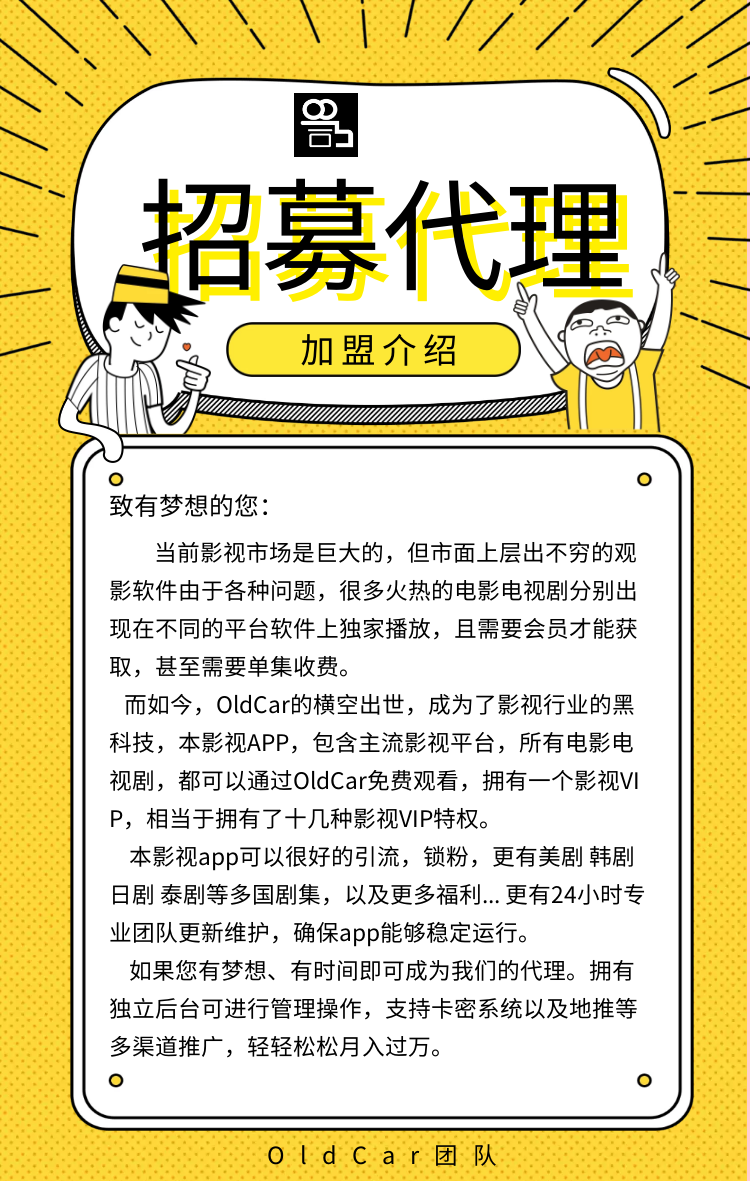 招募代理
加盟介绍
致有梦想的您：
当前影视市场是巨大的，但市面上层出不穷的观
影软件由于各种问题，很多火热的电影电视剧分别出
现在不同的平台软件上独家播放，且需要会员才能获
取，甚至需要单集收费。
而如今，OldCar的横空出世，成为了影视行业的黑
科技，本影视APP，包含主流影视平台，所有电影电
视剧，都可以通过OldCar免费观看，拥有一个影视VI
P，相当于拥有了十几种影视VIP特权。
本影视app可以很好的引流，锁粉，更有美剧 韩剧
日剧 泰剧等多国剧集，以及更多福利... 更有24小时专
业团队更新维护，确保app能够稳定运行。
如果您有梦想、有时间即可成为我们的代理。拥有
独立后台可进行管理操作，支持卡密系统以及地推等
多渠道推广，轻轻松松月入过万。
OldCar团队